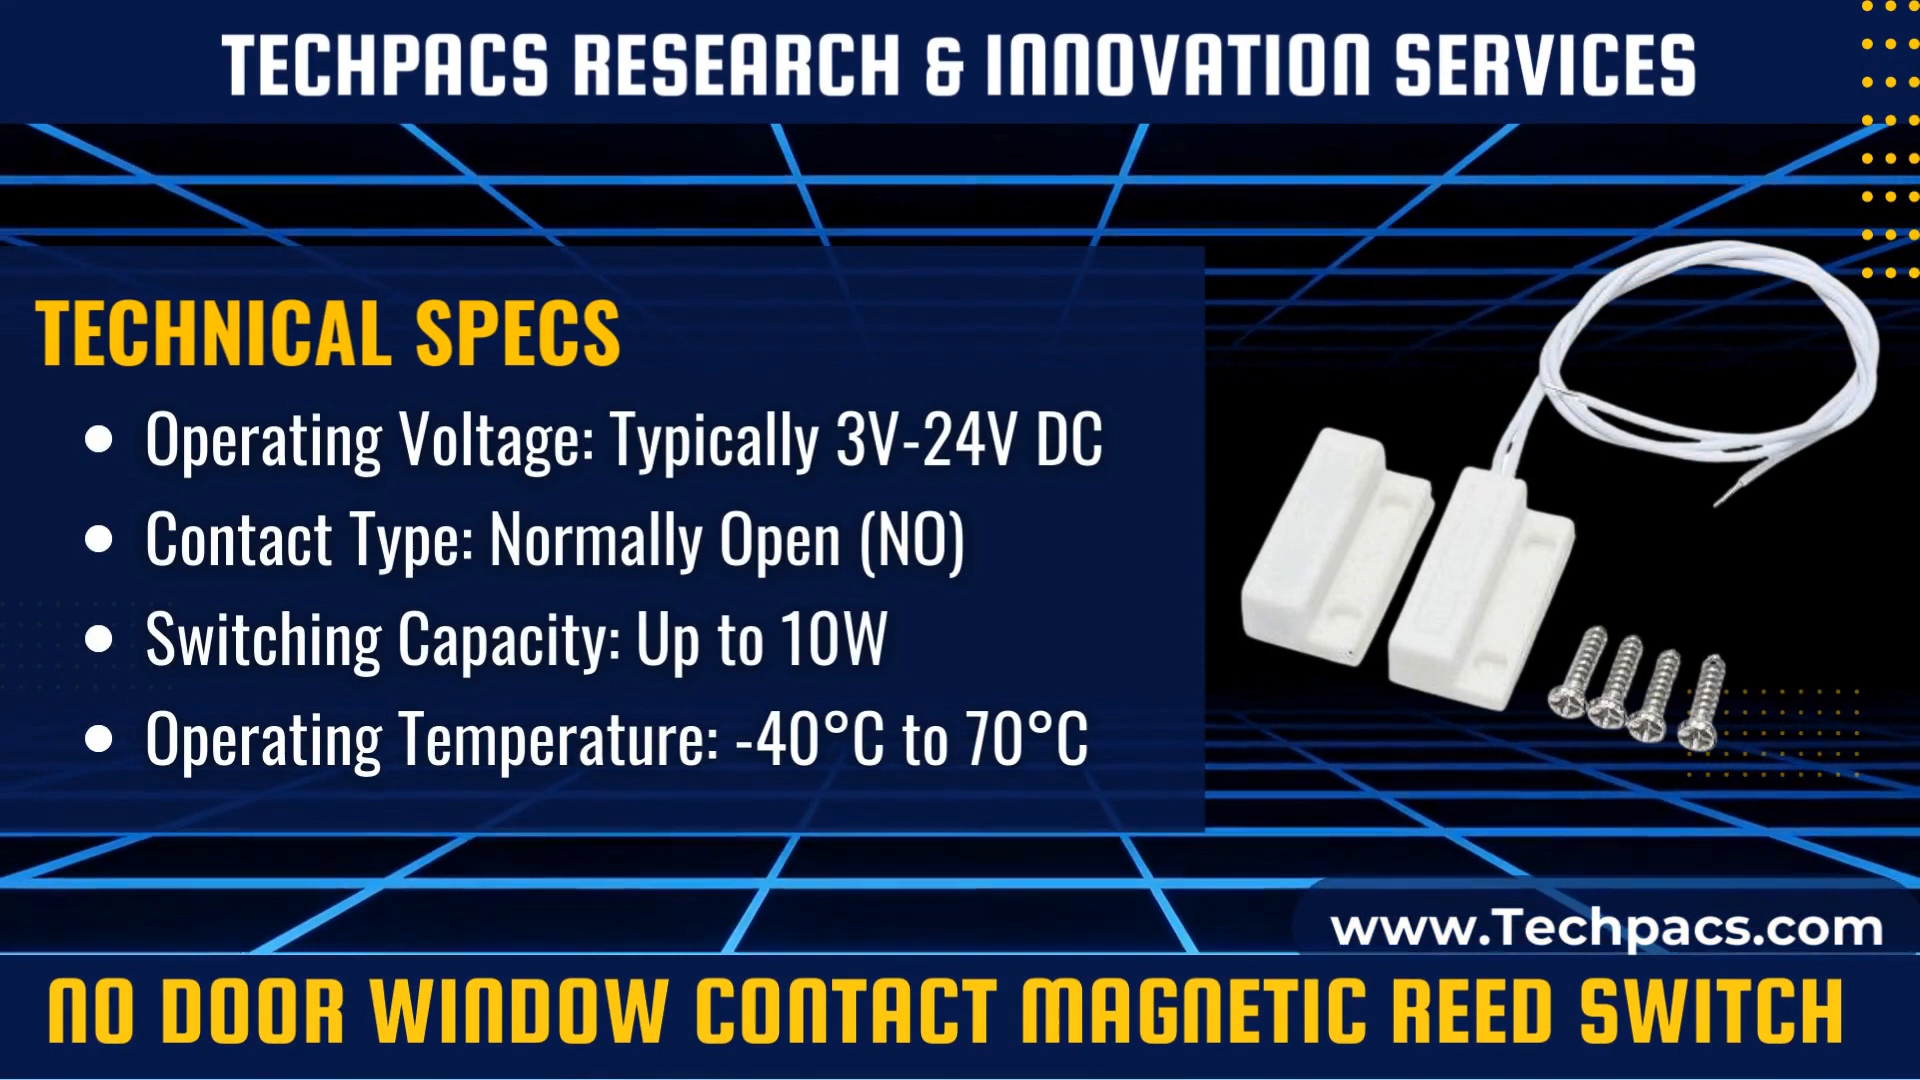 TECHPACS RESEARCH & INNOVATION SERVICES
TECHNICAL SPECS
• Operating Voltage: Typically 3V-24V DC
• Contact Type: Normally Open (NO)
• Switching Capacity: Up to 10W
• Operating Temperature: -40°C to 70°C
www.Techpacs.com
NO DOOR WINDOW CONTACT MAGNETIC REED SWITCH